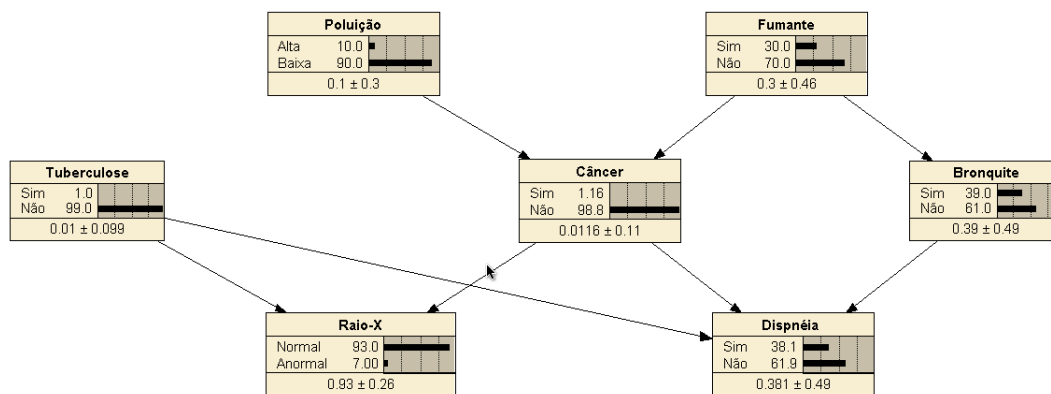 Poluição
Alta 10.0
Baixa 90.0
0.1 ± 0.3
Fumante
Sim 30.0
Não 70.0
0.3 ± 0.46
Tuberculose
Sim 1.0
Não 99.0
0.01 ± 0.099
Câncer
Sim 1.16
Não 98.8
0.0116 ± 0.11
Bronquite
Sim 39.0
Não 61.0
0.39 ± 0.49
Raio-X
Normal 93.0
Anormal 7.00
0.93 ± 0.26
Dispnéia
Sim 38.1
Não 61.9
0.381 ± 0.49